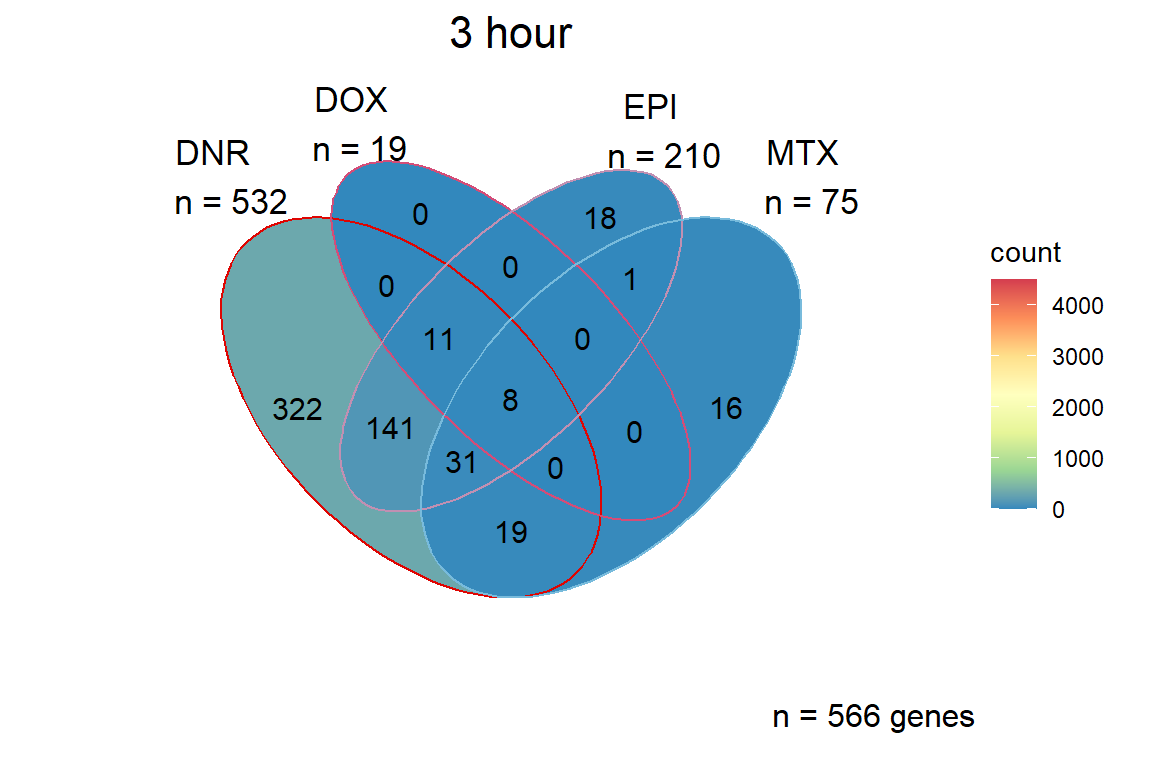 3 hour
DOX
n = 19
EPI
n = 210
DNR
n = 532
MTX
n = 75
0
18
0
0
1
11
0
322
141
8
0
16
31
0
19
count
4000
3000
2000
1000
0
n = 566 genes